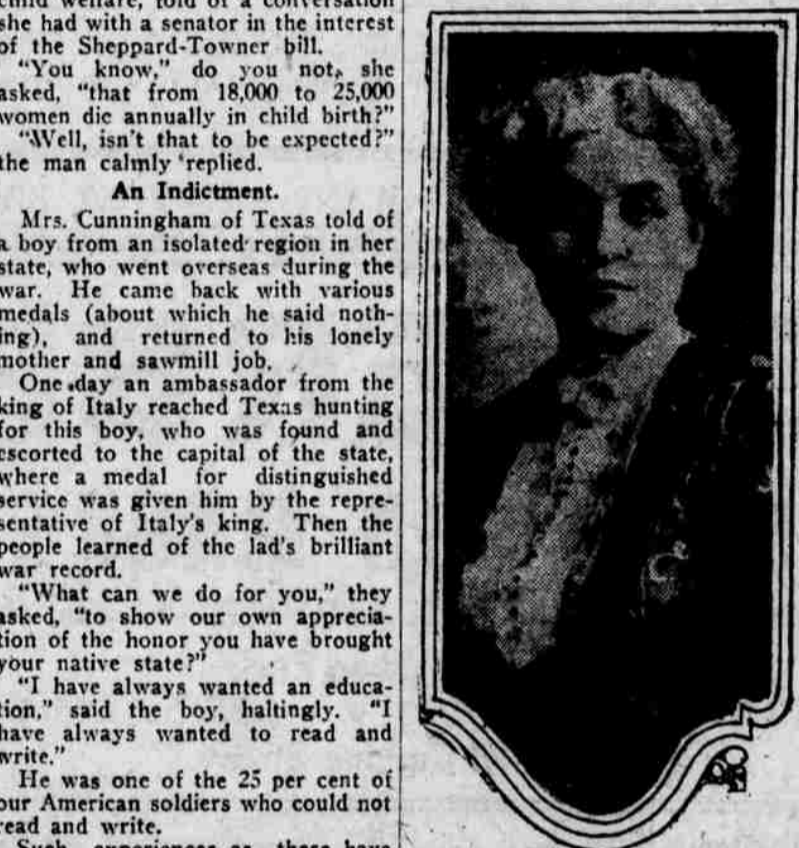 child welfare, told of a conversation
she had with a senator in the interest
of the Sheppard-Towner bill.
"You know," do you not, she
asked, "that from 18,000 to 25,000
women die annually in child birth?"
"Well, isn't that to be expected?"
the man calmly replied.
An Indictment.
Mrs. Cunningham of Texas told of
a boy from an isolated region in her
state, who went overseas during the
war. He came back with various
medals (about which he said noth-
ing), and returned to his lonely
mother and sawmill job.
One day an ambassador from the
king of Italy reached Texas hunting
for this boy, who was found and
escorted to the capital of the state,
where a medal for distinguished
service was given him by the repre-
sentative of Italy's king. Then the
people learned of the lad's brilliant
war record.
"What can we do for you," they
asked, "to show our own apprecia-
tion of the honor you have brought
your native state?"
"I have always wanted an educa-
tion," said the boy, haltingly. "I
have always wanted to read and
write."
He was one of the 25 per cent of
our American soldiers who could not
read and write.
Such experiences as these have